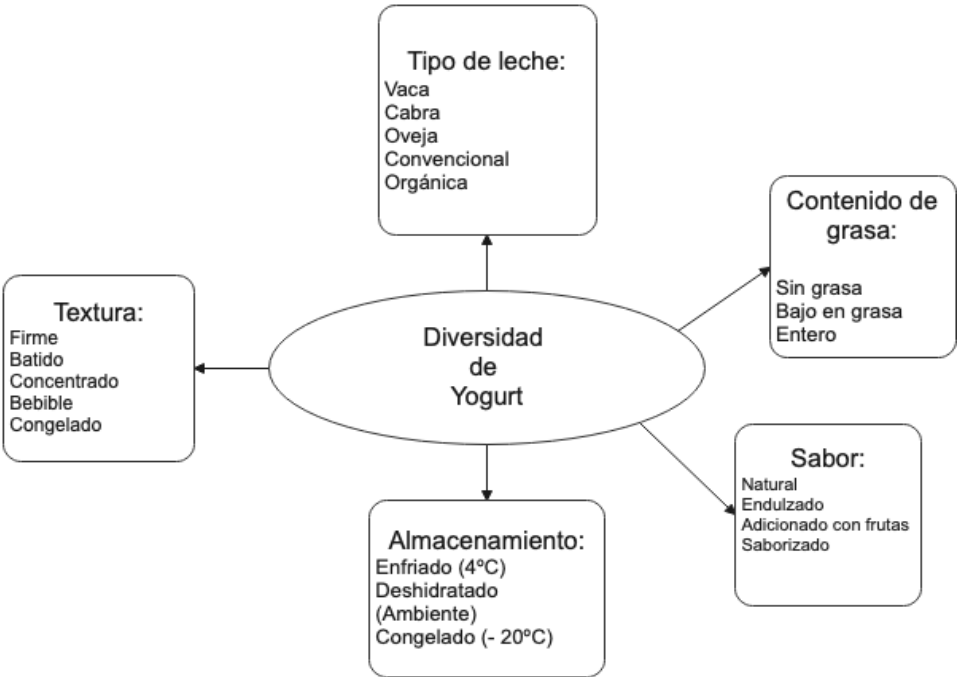 Tipo de leche:
Vaca
Cabra
Oveja
Convencional
Orgánica
Contenido de
grasa:
Sin grasa
Bajo en grasa
Entero
Textura:
Firme
Batido
Concentrado
Bebible
Congelado
Diversidad
de
Yogurt
Sabor:
Natural
Endulzado
Adicionado con frutas
Saborizado
Almacenamiento:
Enfriado (4ºC)
Deshidratado
(Ambiente)
Congelado (- 20ºC)